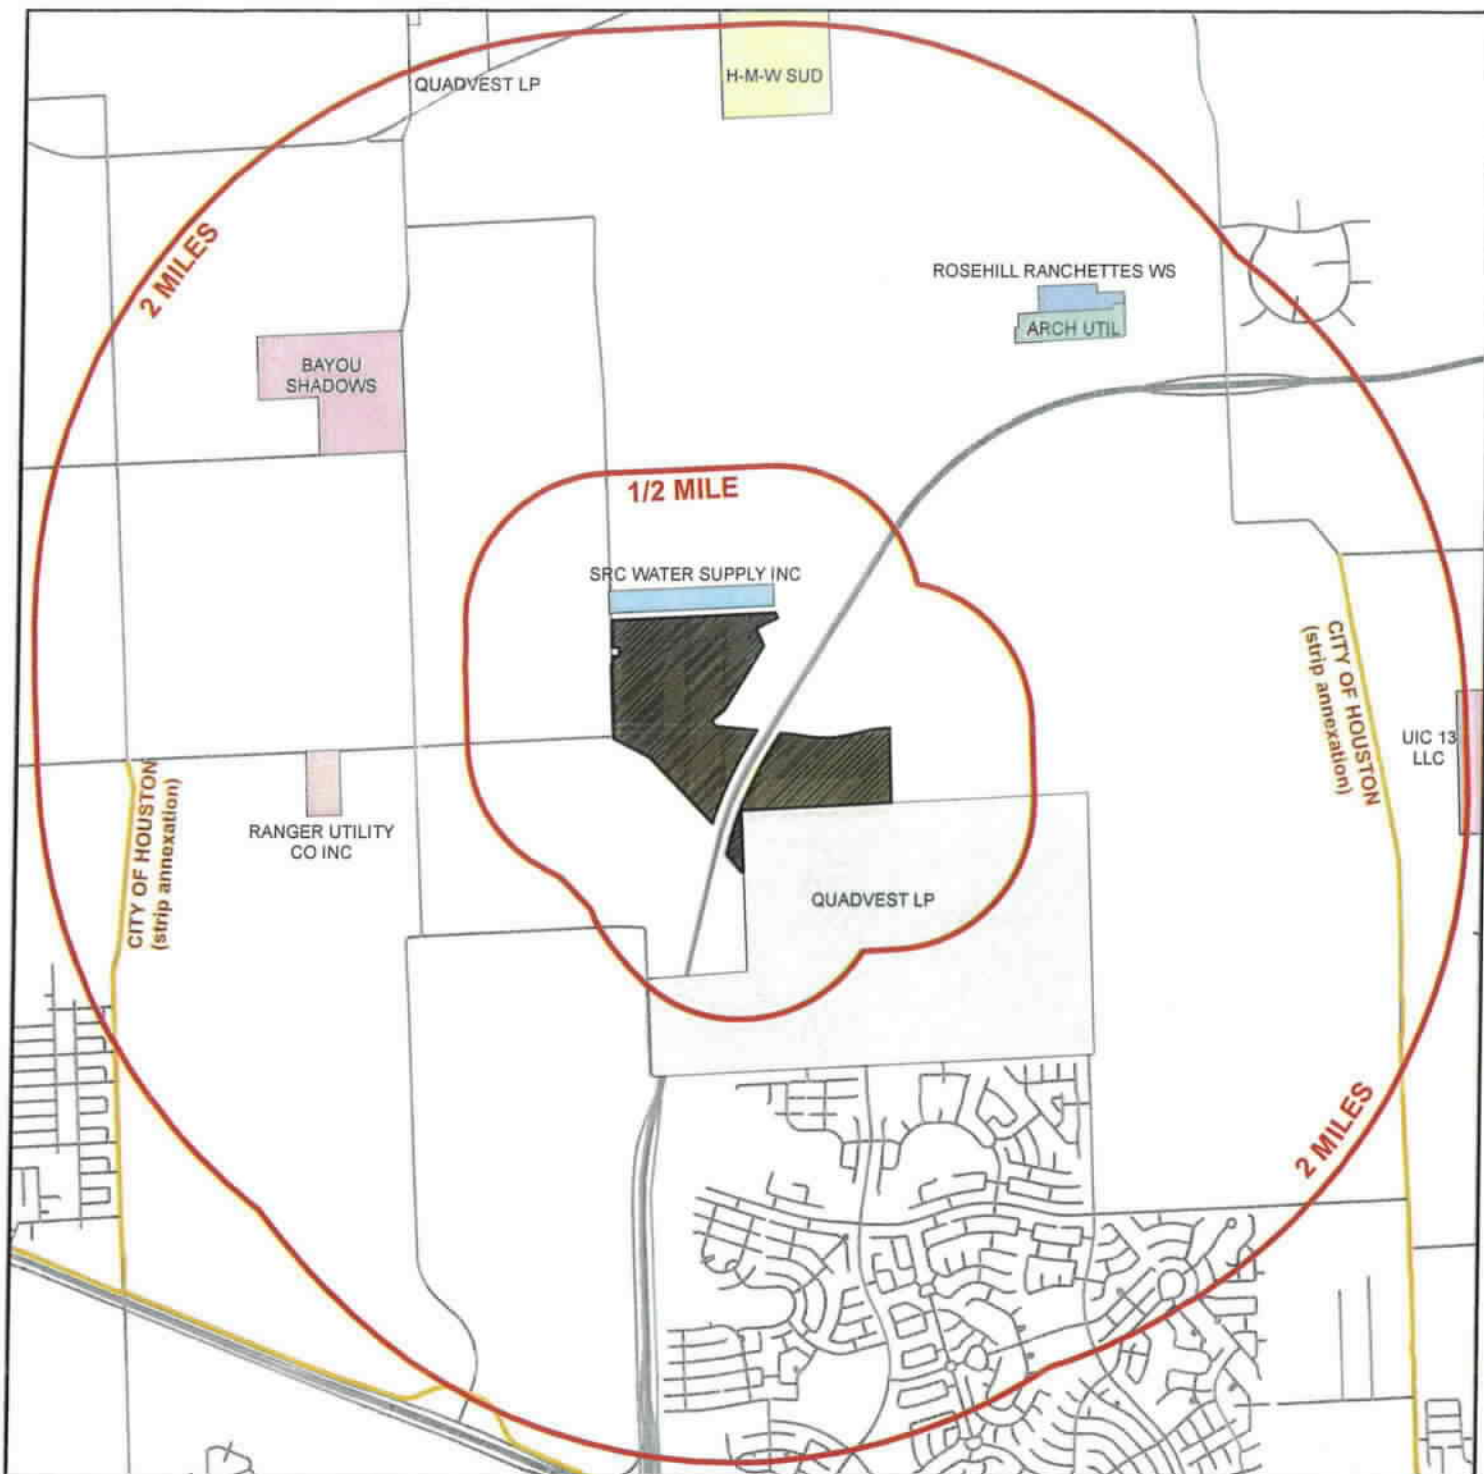 QUADVEST LP
H-M-W SUD
2 MILES
ROSEHILL RANCHETTES WS
ARCH UTIL
BAYOU
SHADOWS
1/2 MILE
SRC WATER SUPPLY INC
CITY OF HOUSTON
(strip annexation)
UIC 13
LLC
CITY OF HOUSTON
(strip annexation)
RANGER UTILITY
CO INC
QUADVEST LP
2 MILES